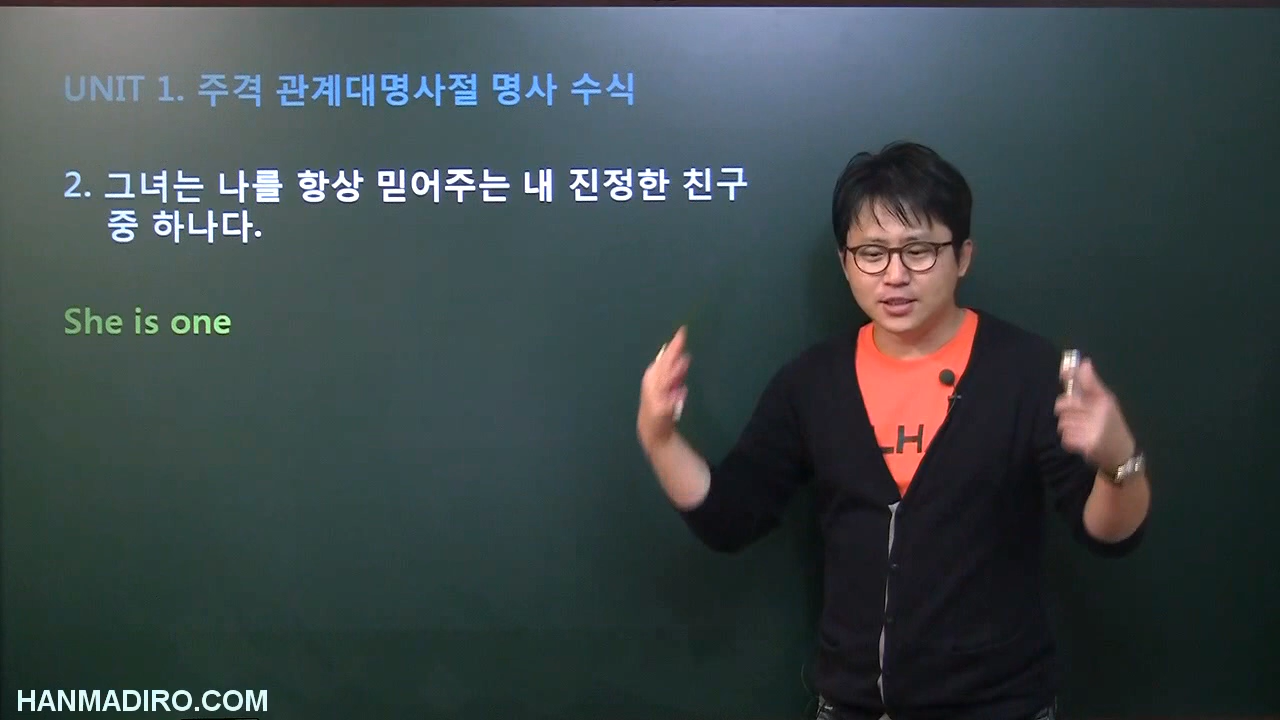 UNIT 1. 주격 관계대명사절 명사 수식
2. 그녀는 나를 항상 믿어주는 내 진정한 친구
중 하나다.
She is one
LH
HANMADIRO.COM